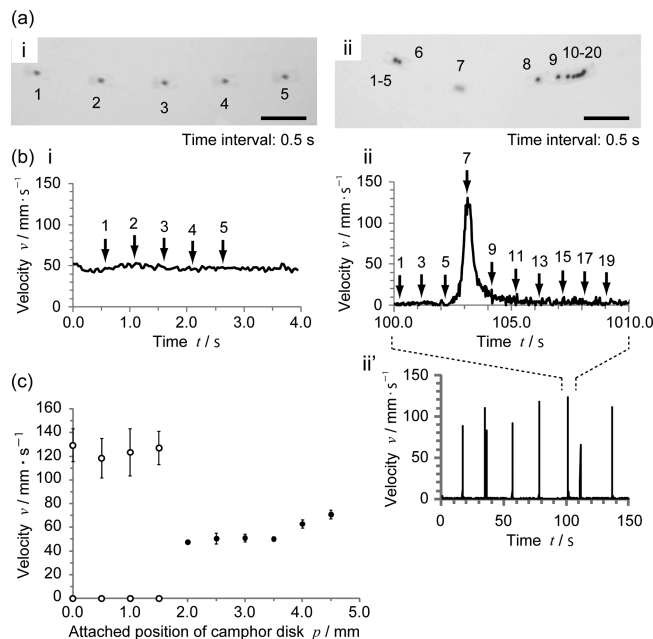 (a)
i
1
2
3
4
5
Time interval: 0.5 s
ii
1-5
6
7
8
9
10-20
Time interval: 0.5 s
(b)
i
Velocity v / mm · s−1
150
100
50
0
1
2
3
4
5
0.0 1.0 2.0 3.0 4.0
Time t / s
ii
Velocity v / mm · s−1
150
100
50
0
7
1 3 5 9 11 13 15 17 19
100.0 105.0 1010.0
Time t / s
ii'
Velocity v / mm · s−1
150
100
50
0
0 50 100 150
Time t / s
(c)
Velocity v / mm · s−1
160
140
120
100
80
60
40
20
0
0.0 1.0 2.0 3.0 4.0 5.0
Attached position of camphor disk p / mm